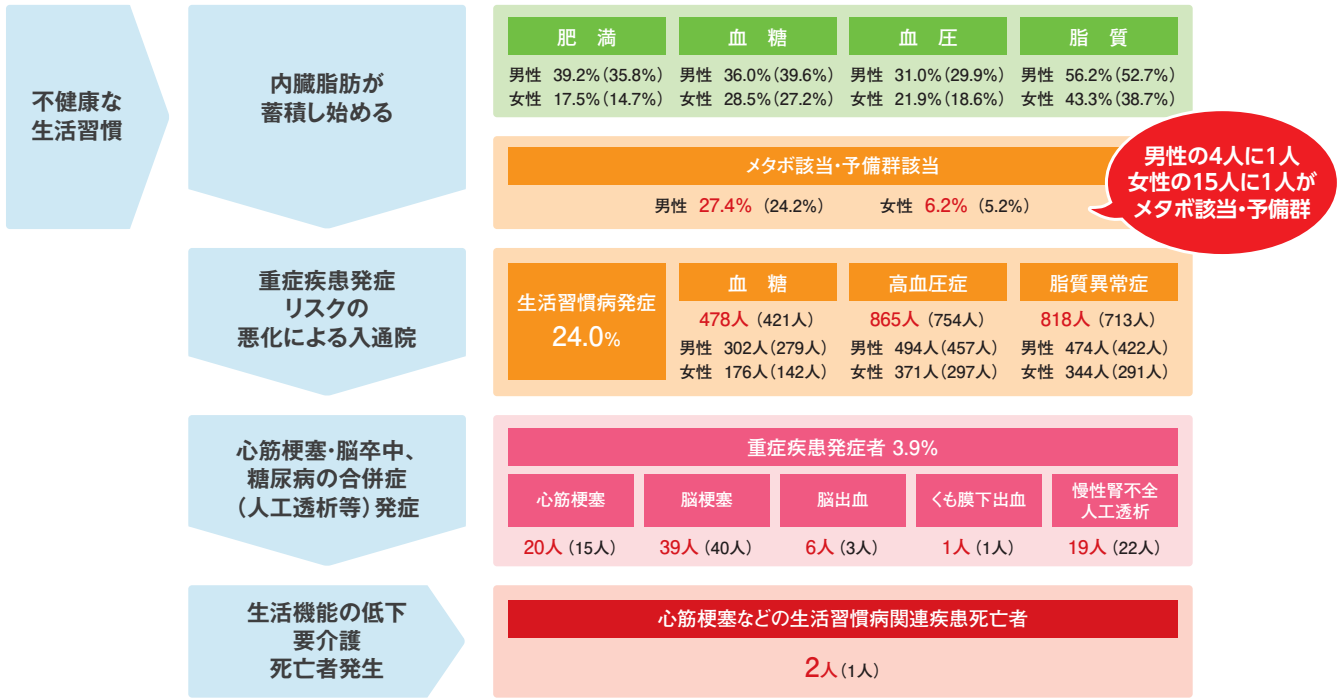 不健康な
生活習慣
内臓脂肪が
蓄積し始める
肥満 血糖 血圧 脂質
男性 39.2%(35.8%) 男性 36.0%(39.6%) 男性 31.0%(29.9%) 男性 56.2%(52.7%)
女性 17.5%(14.7%) 女性 28.5%(27.2%) 女性 21.9%(18.6%) 女性 43.3%(38.7%)
メタボ該当・予備群該当
男性 27.4% (24.2%) 女性 6.2% (5.2%)
男性の4人に1人
女性の15人に1人が
メタボ該当・予備群
重症疾患発症
リスクの
悪化による入通院
生活習慣病発症
24.0%
血糖 高血圧症 脂質異常症
478人 (421人) 865人 (754人) 818人 (713人)
男性 302人(279人) 男性 494人(457人) 男性 474人(422人)
女性 176人(142人) 女性 371人(297人) 女性 344人(291人)
心筋梗塞・脳卒中、
糖尿病の合併症
(人工透析等)発症
重症疾患発症者 3.9%
心筋梗塞 脳梗塞 脳出血 くも膜下出血 慢性腎不全
人工透析
20人 (15人) 39人 (40人) 6人 (3人) 1人 (1人) 19人 (22人)
生活機能の低下
要介護
死亡者発生
心筋梗塞などの生活習慣病関連疾患死亡者
2人 (1人)